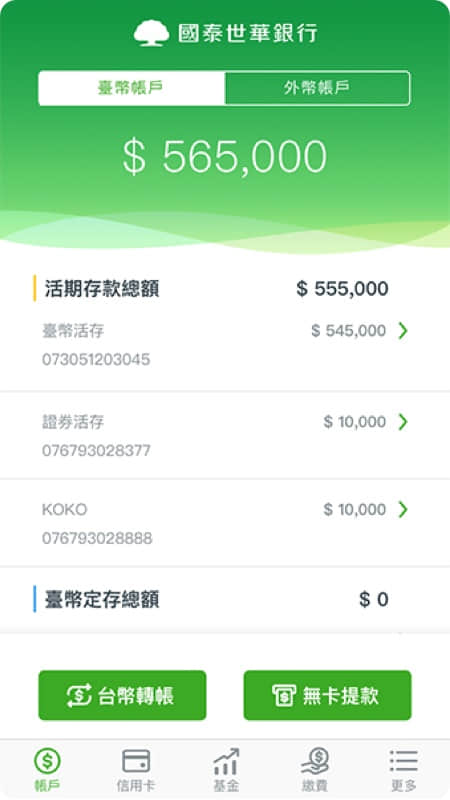 國泰世華銀行
臺幣帳戶 外幣帳戶
$ 565,000
活期存款總額 $ 555,000
臺幣活存 $ 545,000
073051203045
證券活存 $ 10,000
076793028377
KOKO $ 10,000
076793028888
臺幣定存總額 $ 0
台幣轉帳 無卡提款
帳戶 信用卡 基金 繳費 更多